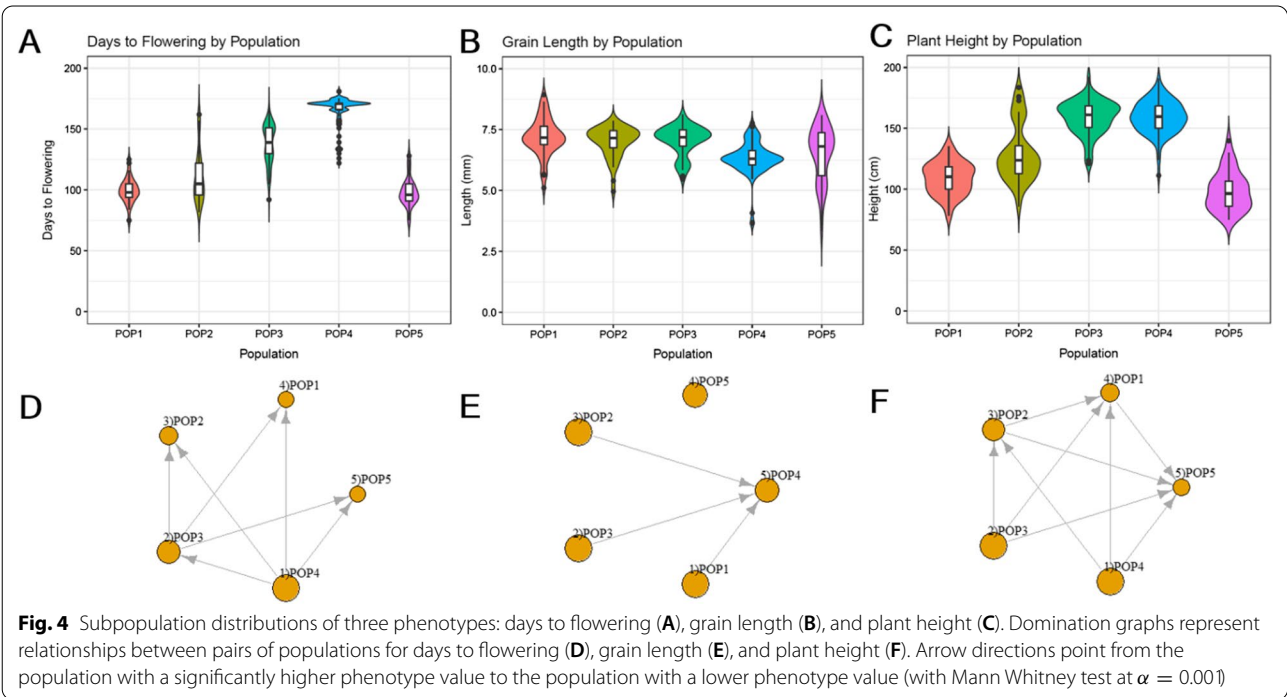 A
Days to Flowering by Population
Days to Flowering
200
150
100
50
0
POP1 POP2 POP3 POP4 POP5
Population
B
Grain Length by Population
Length (mm)
10.0
7.5
5.0
2.5
0.0
POP1 POP2 POP3 POP4 POP5
Population
C
Plant Height by Population
Height (cm)
200
150
100
50
0
POP1 POP2 POP3 POP4 POP5
Population
D
4)POP1
3)POP2
5)POP5
2)POP3
1)POP4
E
4)POP5
3)POP2
5)POP4
2)POP3
1)POP1
F
4)POP1
3)POP2
5)POP5
2)POP3
1)POP4
Fig. 4 Subpopulation distributions of three phenotypes: days to flowering (A), grain length (B), and plant height (C). Domination graphs represent
relationships between pairs of populations for days to flowering (D), grain length (E), and plant height (F). Arrow directions point from the
population with a significantly higher phenotype value to the population with a lower phenotype value (with Mann Whitney test at α = 0.001)